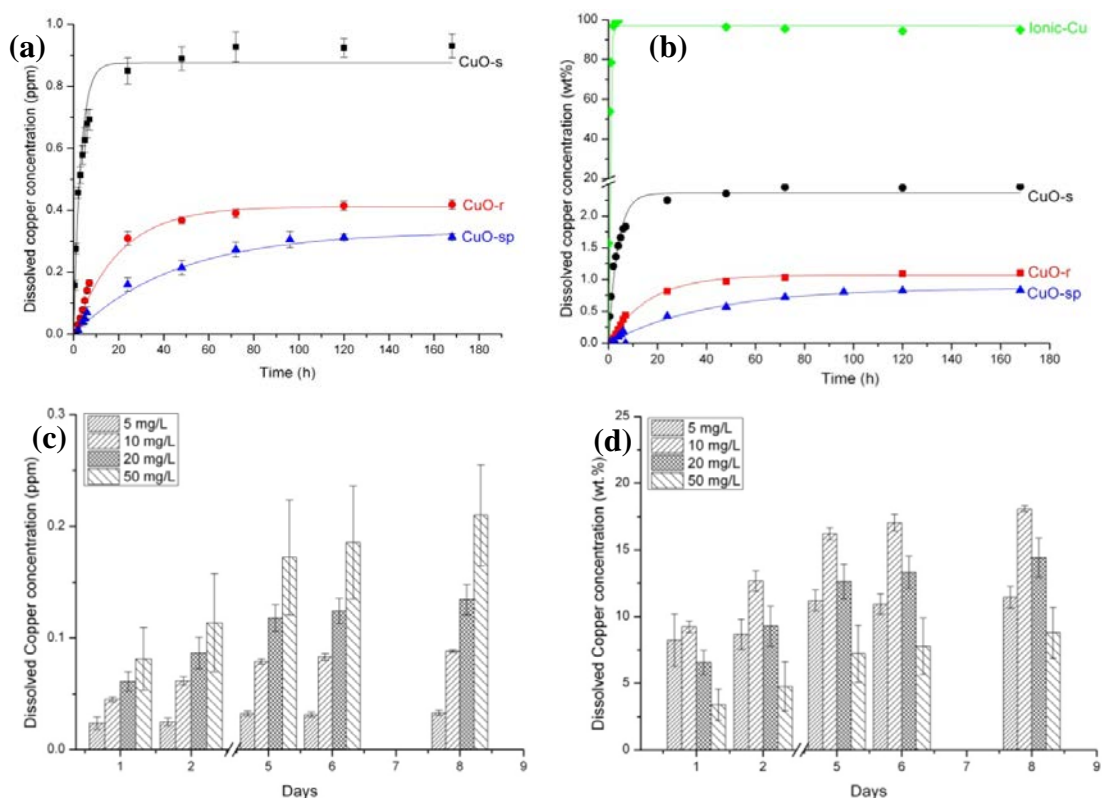 (a)
Dissolved copper concentration (ppm)
1.0
0.8
0.6
0.4
0.2
0.0
CuO-s
CuO-r
CuO-sp
0 20 40 60 80 100 120 140 160 180
Time (h)
(b)
Dissolved copper concentration (wt%)
100
80
60
40
20
2.0
1.5
1.0
0.5
0.0
Ionic-Cu
CuO-s
CuO-r
CuO-sp
0 20 40 60 80 100 120 140 160 180
Time (h)
(c)
Dissolved Copper concentration (ppm)
0.3
0.2
0.1
0.0
5 mg/L
10 mg/L
20 mg/L
50 mg/L
1 2 5 6 7 8 9
Days
(d)
Dissolved Copper concentration (wt.%)
25
20
15
10
5
0
5 mg/L
10 mg/L
20 mg/L
50 mg/L
1 2 5 6 7 8 9
Days